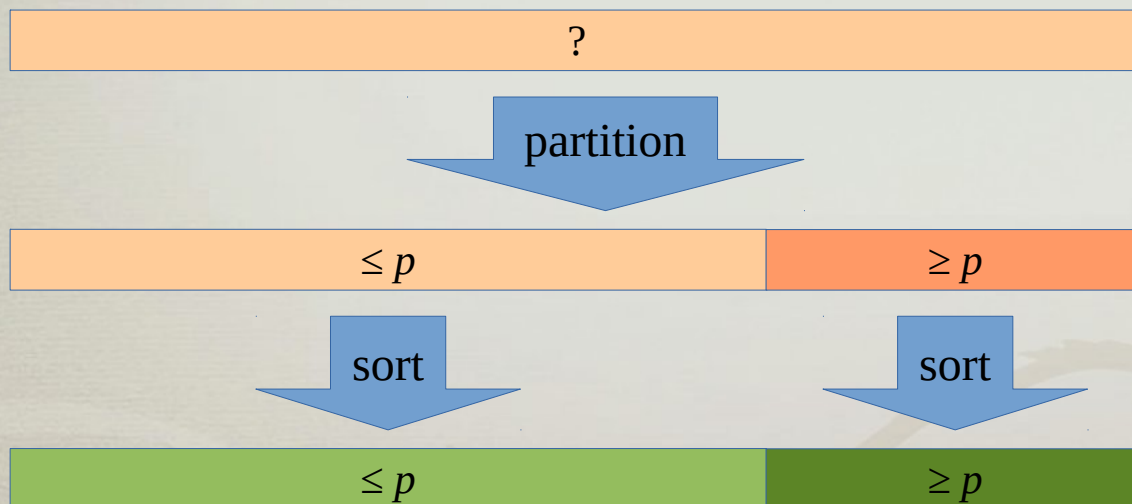 ?
partition
≤ p
≥ p
sort
sort
≤ p
≥ p